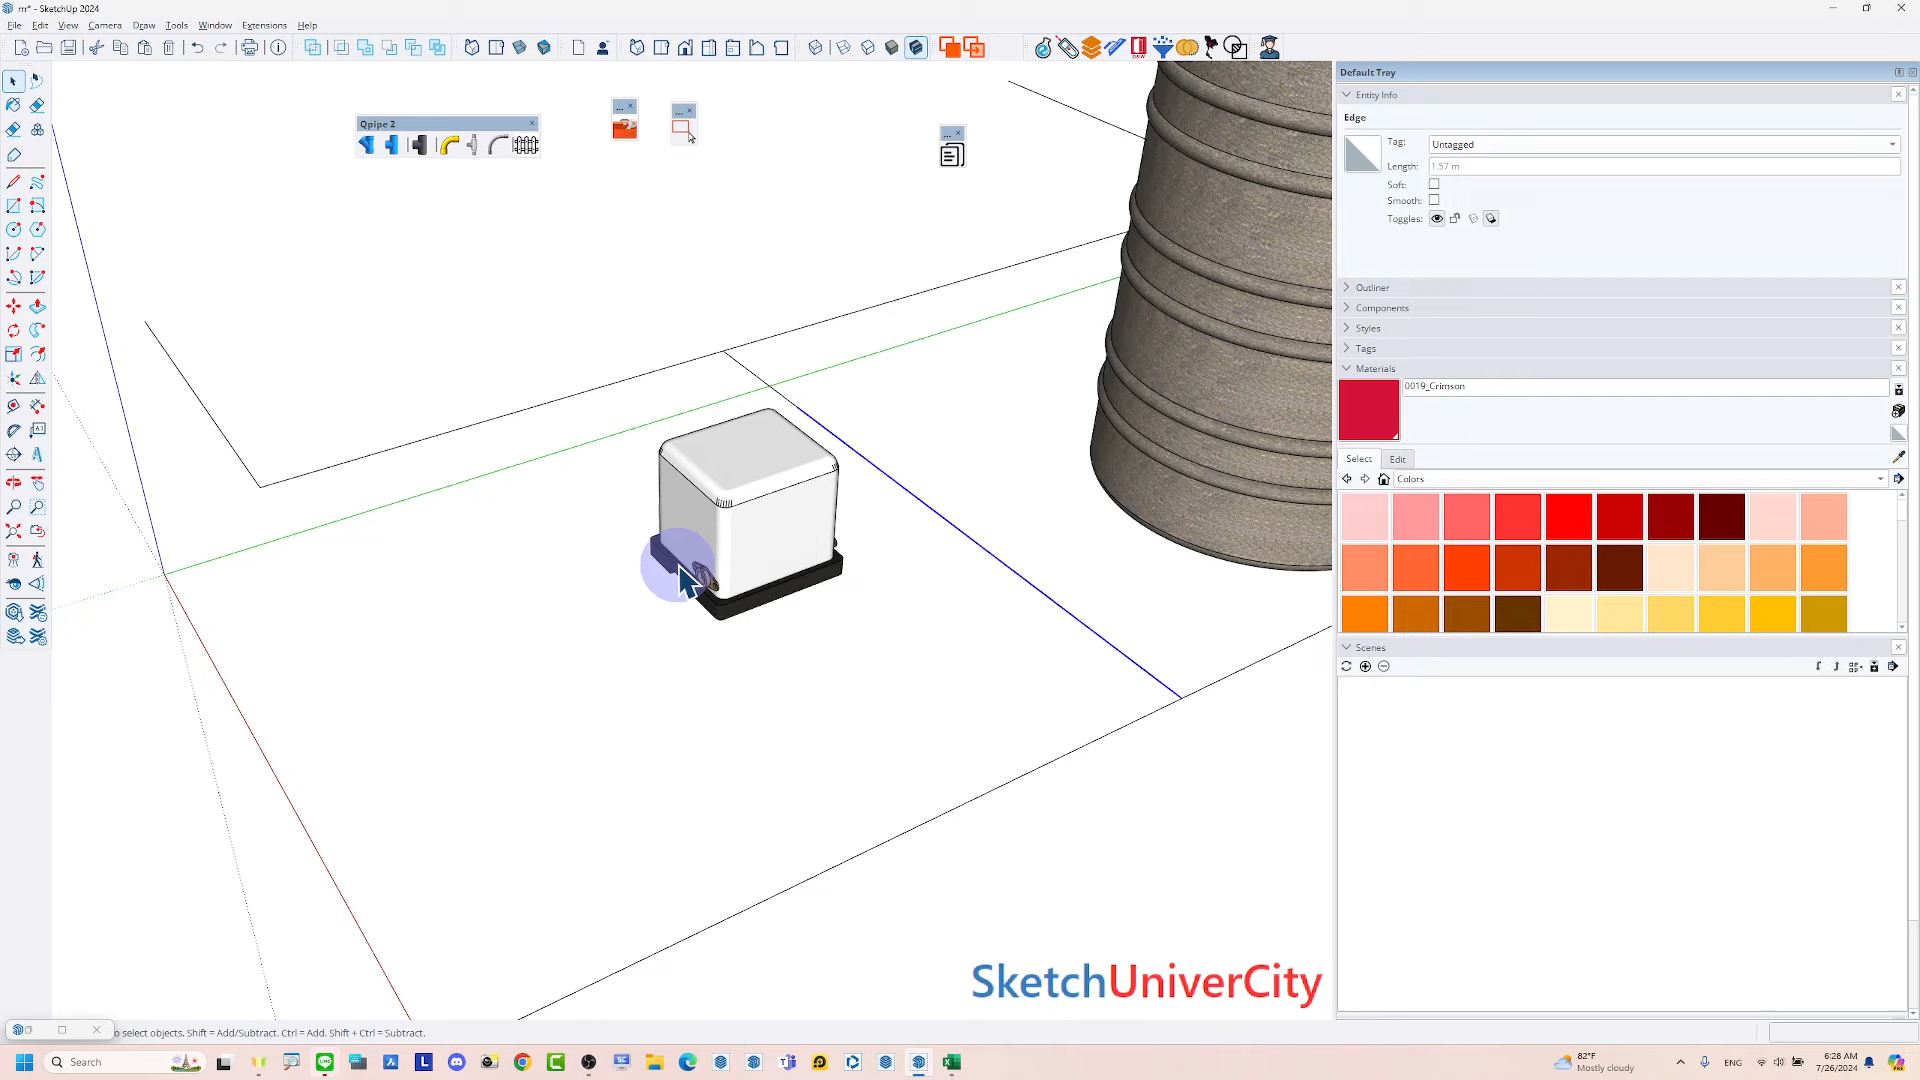 rrr* - SketchUp 2024
File Edit View Camera Draw Tools Window Extensions Help
Default Tray
Entity Info
Edge
Tag: Untagged
Length: 1.57 m
Soft:
Smooth:
Toggles:
Qpipe 2
...
...
...
Outliner
Components
Styles
Tags
Materials
0019_Crimson
Select Edit
Colors
Scenes
SketchUniverCity
o select objects. Shift = Add/Subtract. Ctrl = Add. Shift + Ctrl = Subtract.
Search
82°F
Mostly cloudy
ENG
6:28 AM
7/26/2024